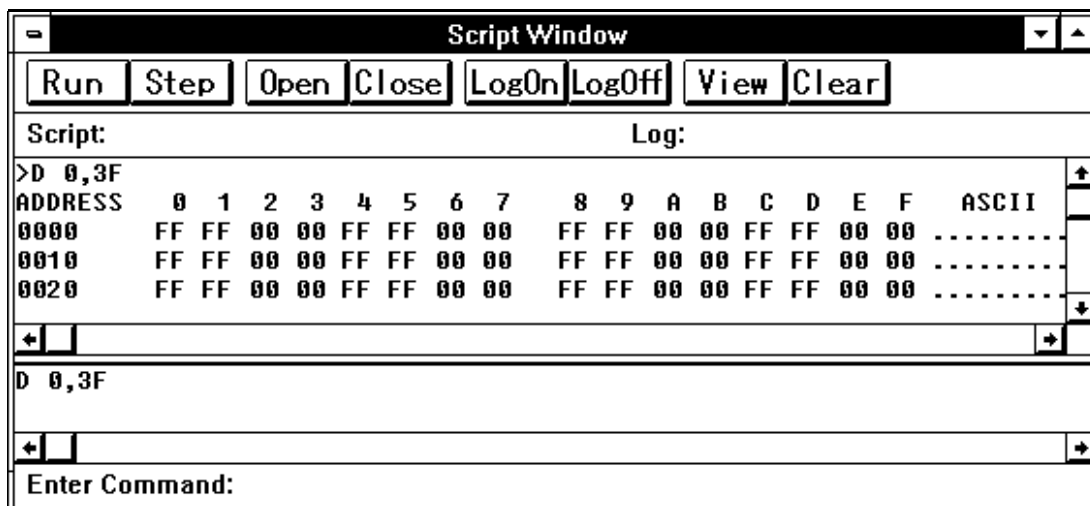 Script Window
Run Step Open Close LogOn LogOff View Clear
Script: Log:
>D 0,3F
ADDRESS 0 1 2 3 4 5 6 7 8 9 A B C D E F ASCII
0000 FF FF 00 00 FF FF 00 00 FF FF 00 00 FF FF 00 00 .........
0010 FF FF 00 00 FF FF 00 00 FF FF 00 00 FF FF 00 00 .........
0020 FF FF 00 00 FF FF 00 00 FF FF 00 00 FF FF 00 00 .........
D 0,3F
Enter Command: